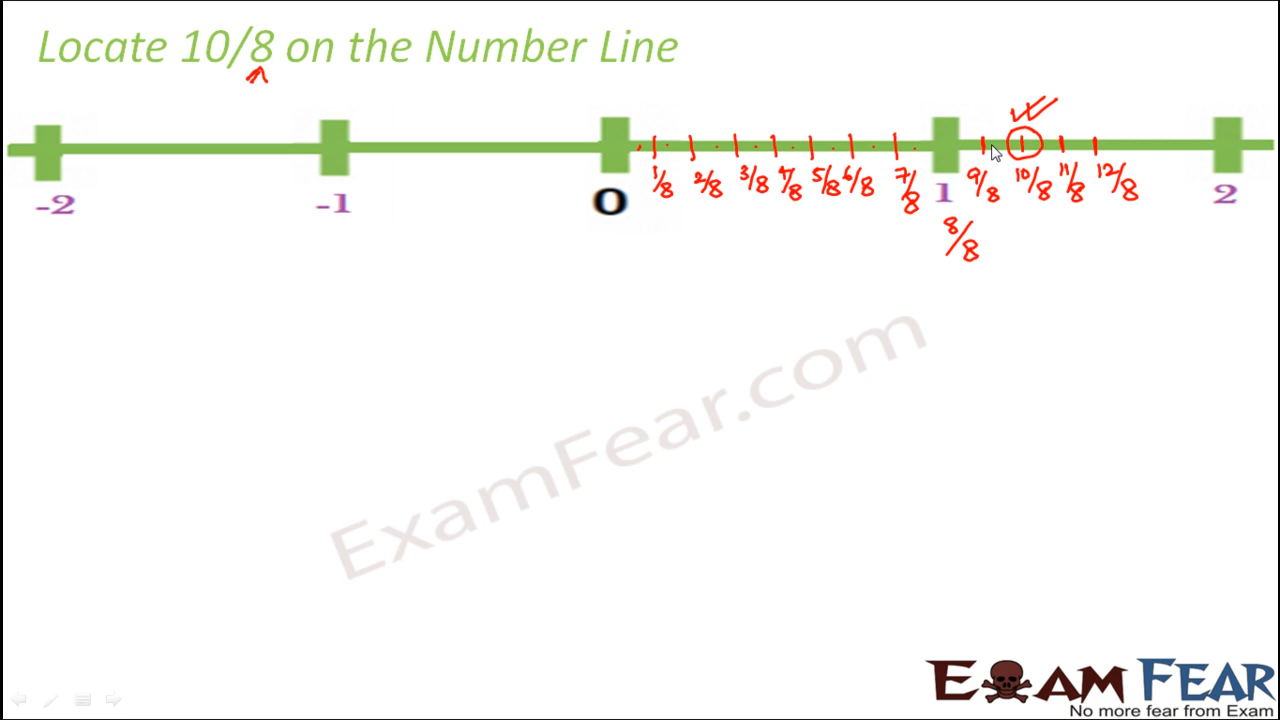 Locate 10/8 on the Number Line
-2 -1 0 1/8 2/8 3/8 4/8 5/8 6/8 7/8 1 9/8 10/8 11/8 12/8 2
8/8
ExamFear.com
EXAM FEAR
No more fear from Exam